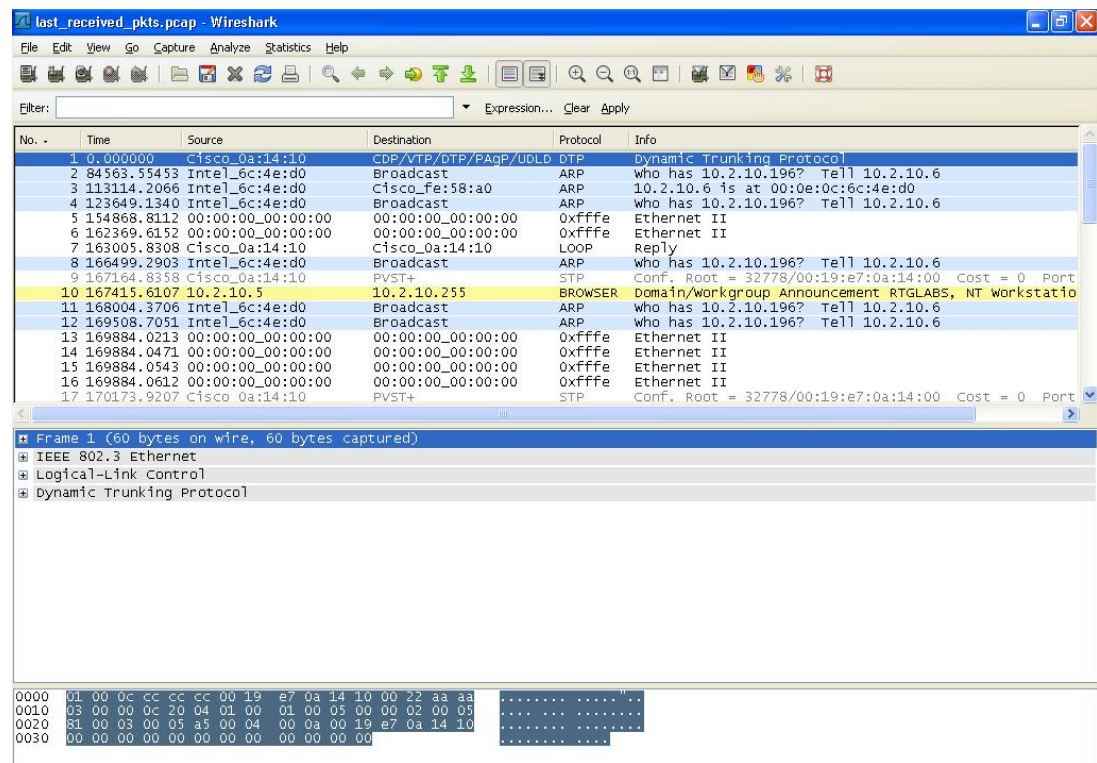 last_received_pkts.pcap - Wireshark
File Edit View Go Capture Analyze Statistics Help
Filter: Expression... Clear Apply
No. - Time Source Destination Protocol Info
1 0.000000 Cisco_0a:14:10 CDP/VTP/DTP/PAgP/UDLD DTP Dynamic Trunking Protocol
2 84563.55453 Intel_6c:4e:d0 Broadcast ARP who has 10.2.10.196? Tell 10.2.10.6
3 113114.2066 Intel_6c:4e:d0 Cisco_fe:58:a0 ARP 10.2.10.6 is at 00:0e:0c:6c:4e:d0
4 123649.1340 Intel_6c:4e:d0 Broadcast ARP who has 10.2.10.196? Tell 10.2.10.6
5 154868.8112 00:00:00_00:00:00 00:00:00_00:00:00 0xfffe Ethernet II
6 162369.6152 00:00:00_00:00:00 00:00:00_00:00:00 0xfffe Ethernet II
7 163005.8308 Cisco_0a:14:10 Cisco_0a:14:10 LOOP Reply
8 166499.2903 Intel_6c:4e:d0 Broadcast ARP who has 10.2.10.196? Tell 10.2.10.6
9 167164.8358 Cisco_0a:14:10 PVST+ STP Conf. Root = 32778/00:19:e7:0a:14:00 Cost = 0 Port
10 167415.6107 10.2.10.5 10.2.10.255 BROWSER Domain/Workgroup Announcement RTGLABS, NT Workstatio
11 168004.3706 Intel_6c:4e:d0 Broadcast ARP who has 10.2.10.196? Tell 10.2.10.6
12 169508.7051 Intel_6c:4e:d0 Broadcast ARP who has 10.2.10.196? Tell 10.2.10.6
13 169884.0213 00:00:00_00:00:00 00:00:00_00:00:00 0xfffe Ethernet II
14 169884.0471 00:00:00_00:00:00 00:00:00_00:00:00 0xfffe Ethernet II
15 169884.0543 00:00:00_00:00:00 00:00:00_00:00:00 0xfffe Ethernet II
16 169884.0612 00:00:00_00:00:00 00:00:00_00:00:00 0xfffe Ethernet II
17 170173.9207 Cisco_0a:14:10 PVST+ STP Conf. Root = 32778/00:19:e7:0a:14:00 Cost = 0 Port
Frame 1 (60 bytes on wire, 60 bytes captured)
IEEE 802.3 Ethernet
Logical-Link Control
Dynamic Trunking Protocol
0000 01 00 0c cc cc cc 00 19 e7 0a 14 10 00 22 aa aa ........ ....."..
0010 03 00 00 0c 20 04 01 00 01 00 05 00 00 02 00 05 ........ ........
0020 81 00 03 00 05 a5 00 04 00 0a 00 19 e7 0a 14 10 ........ ........
0030 00 00 00 00 00 00 00 00 00 00 00 00 ........ ....